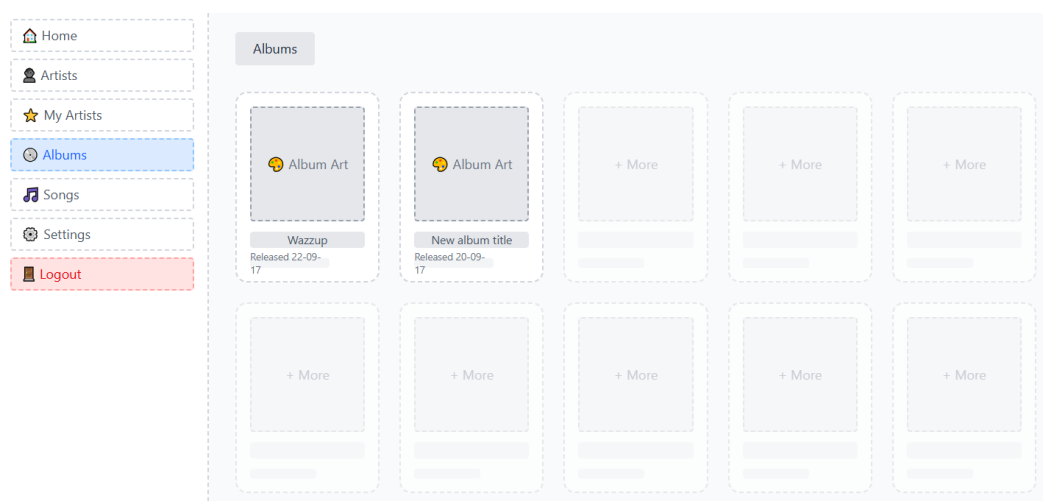 🏠 Home
👤 Artists
⭐ My Artists
💿 Albums
🎵 Songs
⚙️ Settings
🚪 Logout
Albums
🎨 Album Art
🎨 Album Art
+ More
+ More
+ More
Wazzup
New album title
Released 22-09-
17
Released 20-09-
17
+ More
+ More
+ More
+ More
+ More